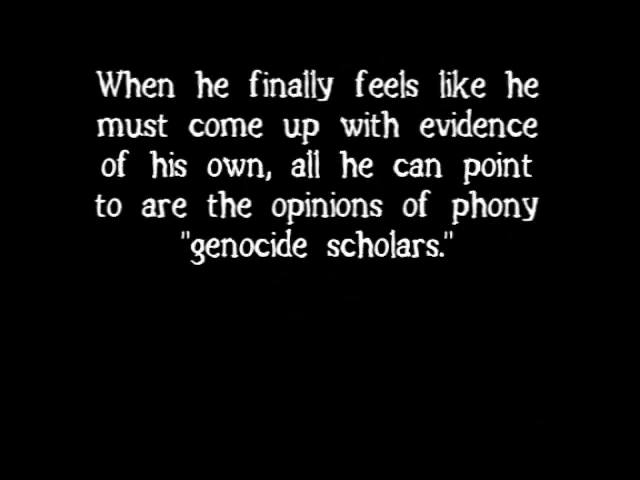 When he finally feels like he
must come up with evidence
of his own, all he can point
to are the opinions of phony
"genocide scholars."